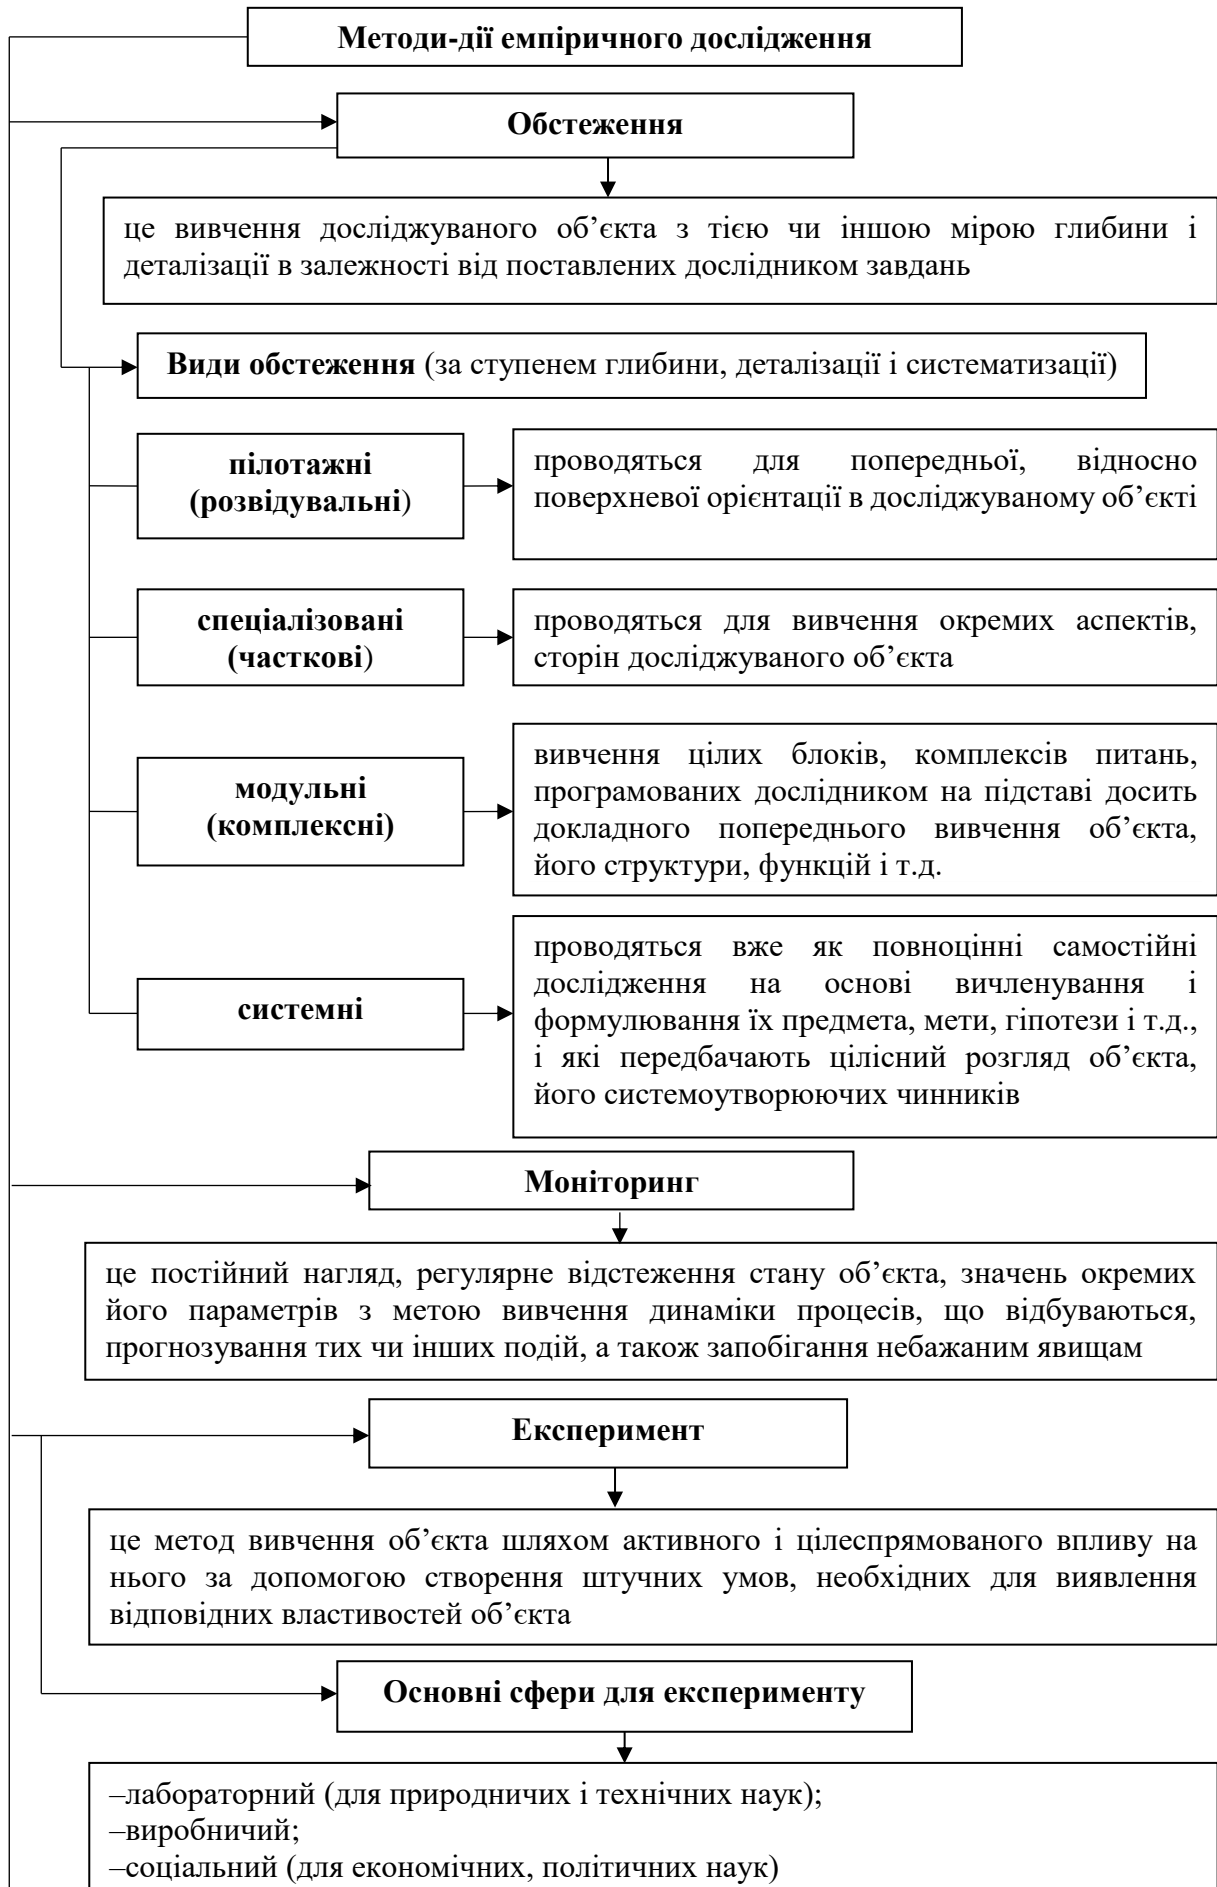 Методи-дії емпіричного дослідження
Обстеження
це вивчення досліджуваного об’єкта з тією чи іншою мірою глибини і
деталізації в залежності від поставлених дослідником завдань
Види обстеження (за ступенем глибини, деталізації і систематизації)
пілотажні
(розвідувальні)
проводяться для попередньої, відносно
поверхневої орієнтації в досліджуваному об’єкті
спеціалізовані
(часткові)
проводяться для вивчення окремих аспектів,
сторін досліджуваного об’єкта
модульні
(комплексні)
вивчення цілих блоків, комплексів питань,
програмованих дослідником на підставі досить
докладного попереднього вивчення об’єкта,
його структури, функцій і т.д.
системні
проводяться вже як повноцінні самостійні
дослідження на основі вичленування і
формулювання їх предмета, мети, гіпотези і т.д.,
і які передбачають цілісний розгляд об’єкта,
його системоутворюючих чинників
Моніторинг
це постійний нагляд, регулярне відстеження стану об’єкта, значень окремих
його параметрів з метою вивчення динаміки процесів, що відбуваються,
прогнозування тих чи інших подій, а також запобігання небажаним явищам
Експеримент
це метод вивчення об’єкта шляхом активного і цілеспрямованого впливу на
нього за допомогою створення штучних умов, необхідних для виявлення
відповідних властивостей об’єкта
Основні сфери для експерименту
–лабораторний (для природничих і технічних наук);
–виробничий;
–соціальний (для економічних, політичних наук)